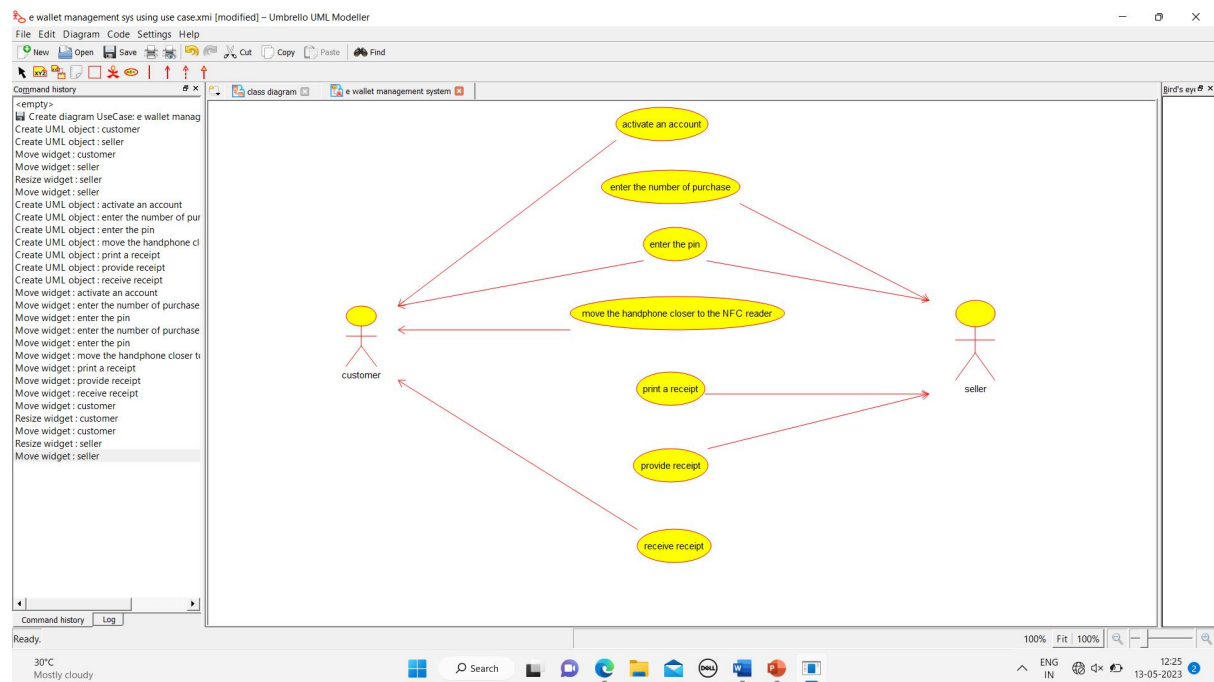 e wallet management sys using use case.xmi [modified] – Umbrello UML Modeller
File Edit Diagram Code Settings Help
New Open Save Cut Copy Paste Find
XYZ
Command history
class diagram
e wallet management system
Bird's eye
<empty>
Create diagram UseCase: e wallet manag
Create UML object : customer
Create UML object : seller
Move widget : customer
Move widget : seller
Resize widget : seller
Move widget : seller
Create UML object : activate an account
Create UML object : enter the number of pur
Create UML object : enter the pin
Create UML object : move the handphone cl
Create UML object : print a receipt
Create UML object : provide receipt
Create UML object : receive receipt
Move widget : activate an account
Move widget : enter the number of purchase
Move widget : enter the pin
Move widget : enter the number of purchase
Move widget : enter the pin
Move widget : move the handphone closer to
Move widget : print a receipt
Move widget : provide receipt
Move widget : receive receipt
Move widget : customer
Resize widget : customer
Move widget : customer
Resize widget : seller
Move widget : seller
activate an account
enter the number of purchase
enter the pin
move the handphone closer to the NFC reader
customer
print a receipt
seller
provide receipt
receive receipt
Command history
Log
Ready.
100% Fit 100%
30°C
Mostly cloudy
Search
DELL
W
P
ENG
IN
12:25
13-05-2023
2